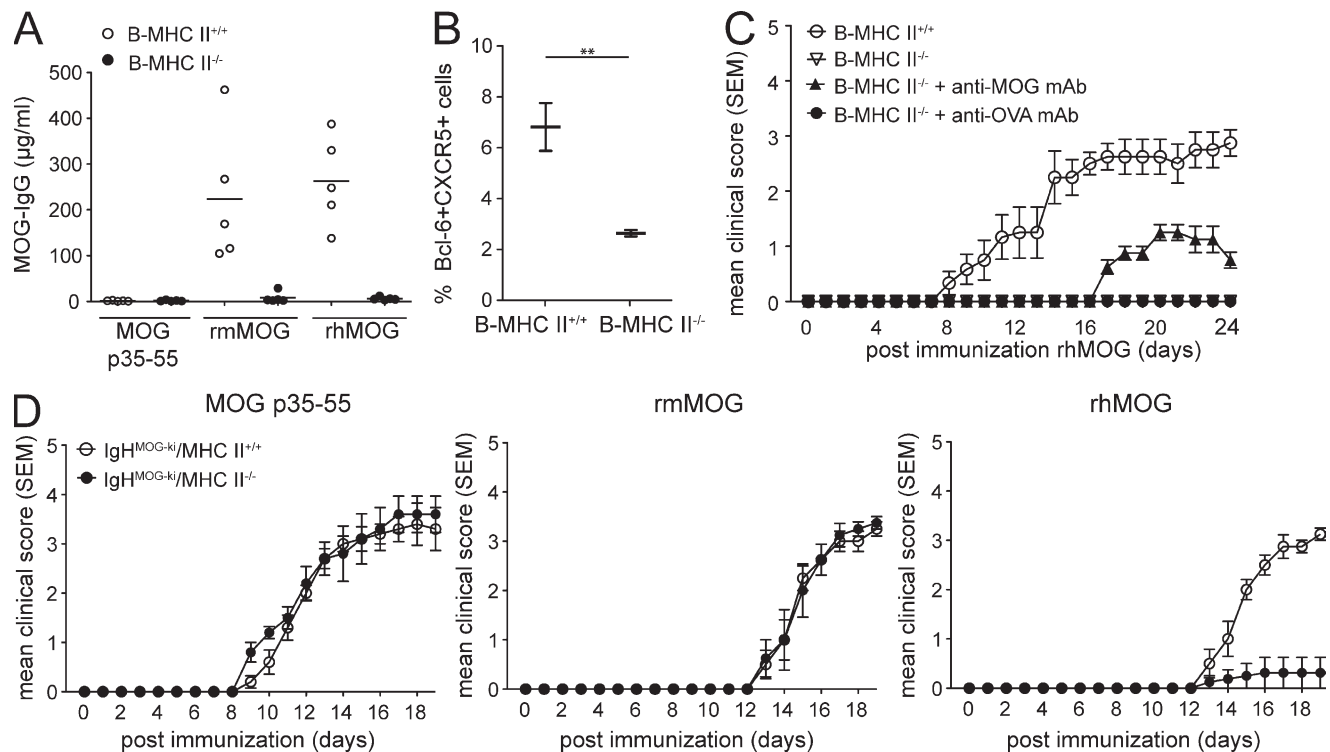 A
B-MHC II+/+
B-MHC II-/-
MOG-IgG (μg/ml)
500
400
300
200
100
0
MOG
p35-55
rmMOG
rhMOG
B
% Bcl-6+CXCR5+ cells
10
8
6
4
2
0
**
B-MHC II+/+
B-MHC II-/-
C
B-MHC II+/+
B-MHC II-/-
B-MHC II-/- + anti-MOG mAb
B-MHC II-/- + anti-OVA mAb
mean clinical score (SEM)
5
4
3
2
1
0
0 4 8 12 16 20 24
post immunization rhMOG (days)
D
MOG p35-55
IgHMOG-ki/MHC II+/+
IgHMOG-ki/MHC II-/-
mean clinical score (SEM)
5
4
3
2
1
0
0 2 4 6 8 10 12 14 16 18
post immunization (days)
rmMOG
mean clinical score (SEM)
5
4
3
2
1
0
0 2 4 6 8 10 12 14 16 18
post immunization (days)
rhMOG
mean clinical score (SEM)
5
4
3
2
1
0
0 2 4 6 8 10 12 14 16 18
post immunization (days)